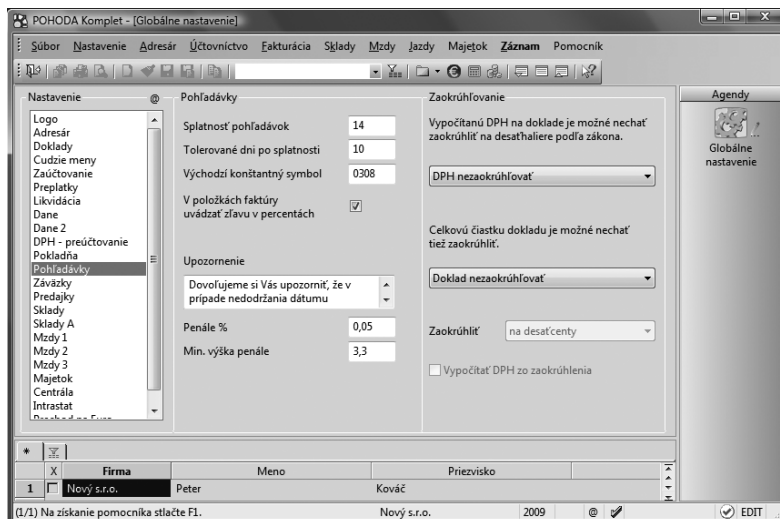 POHODA Komplet - [Globálne nastavenie]
Súbor Nastavenie Adresár Účtovníctvo Fakturácia Sklady Mzdy Jazdy Majetok Záznam Pomocník
Nastavenie @
Logo
Adresár
Doklady
Cudzie meny
Zaúčtovanie
Preplatky
Likvidácia
Dane
Dane 2
DPH - preúčtovanie
Pokladňa
Pohľadávky
Záväzky
Predajky
Sklady
Sklady A
Mzdy 1
Mzdy 2
Mzdy 3
Majetok
Centrála
Intrastat
Pohľadávky
Splatnosť pohľadávok 14
Tolerované dni po splatnosti 10
Východzí konštantný symbol 0308
V položkách faktúry
uvádzať zľavu v percentách
Upozornenie
Dovoľujeme si Vás upozorniť, že v
prípade nedodržania dátumu
Penále % 0,05
Min. výška penále 3,3
Zaokrúhľovanie
Vypočítanú DPH na doklade je možné nechať
zaokrúhliť na desaťhaliere podľa zákona.
DPH nezaokrúhľovať
Celkovú čiastku dokladu je možné nechať
tiež zaokrúhliť.
Doklad nezaokrúhľovať
Zaokrúhliť na desaťcenty
Vypočítať DPH zo zaokrúhlenia
Agendy
Globálne
nastavenie
*
X Firma Meno Priezvisko
1 Nový s.r.o. Peter Kováč
(1/1) Na získanie pomocníka stlačte F1. Nový s.r.o. 2009 @ EDIT